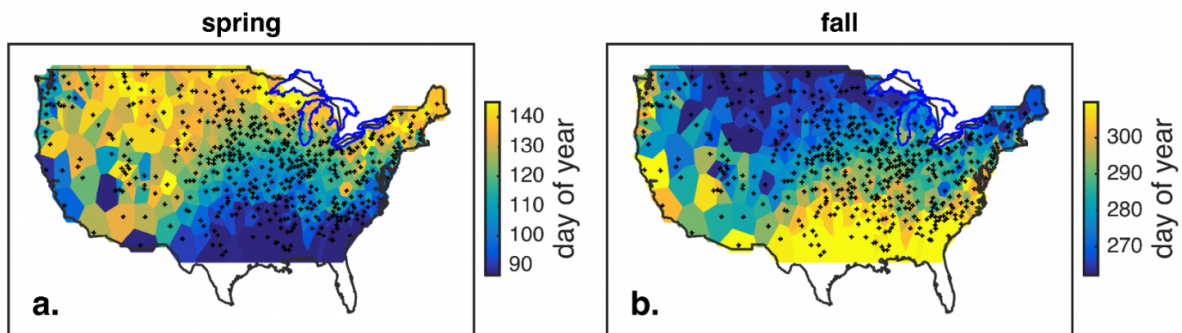 spring
fall
140
130
120
110
100
90
day of year
300
290
280
270
day of year
a.
b.